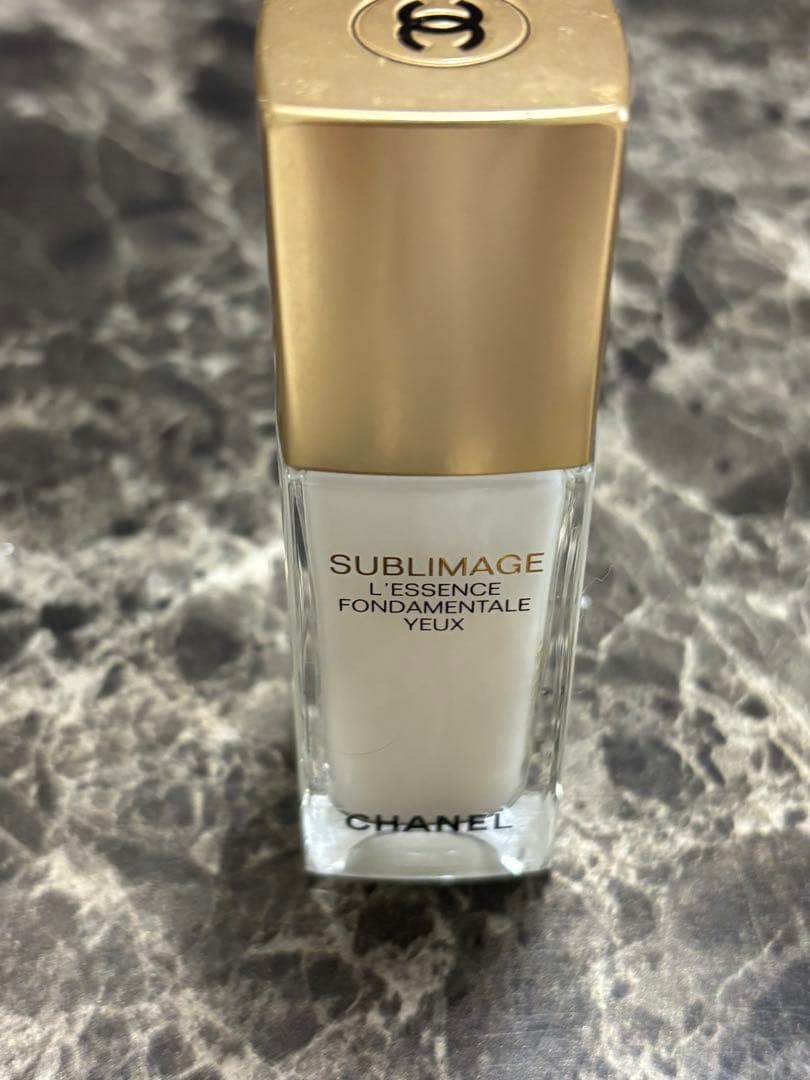 SUBLIMAGE
L'ESSENCE
FONDAMENTALE
YEUX
CHANEL